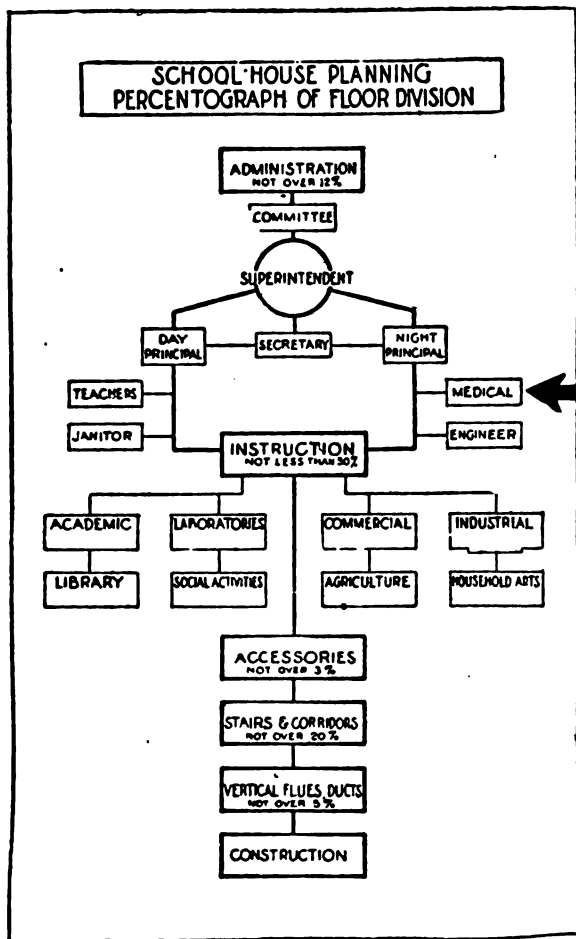 SCHOOL·HOUSE PLANNING
PERCENTOGRAPH OF FLOOR DIVISION
ADMINISTRATION
NOT OVER 12%
COMMITTEE
SUPERINTENDENT
DAY
PRINCIPAL
SECRETARY
NIGHT
PRINCIPAL
TEACHERS
MEDICAL
JANITOR
ENGINEER
INSTRUCTION
NOT LESS THAN 50%
ACADEMIC
LABORATORIES
COMMERCIAL
INDUSTRIAL
LIBRARY
SOCIAL ACTIVITIES
AGRICULTURE
HOUSEHOLD ARTS
ACCESSORIES
NOT OVER 3%
STAIRS & CORRIDORS
NOT OVER 20%
VERTICAL FLUES, DUCTS
NOT OVER 5%
CONSTRUCTION